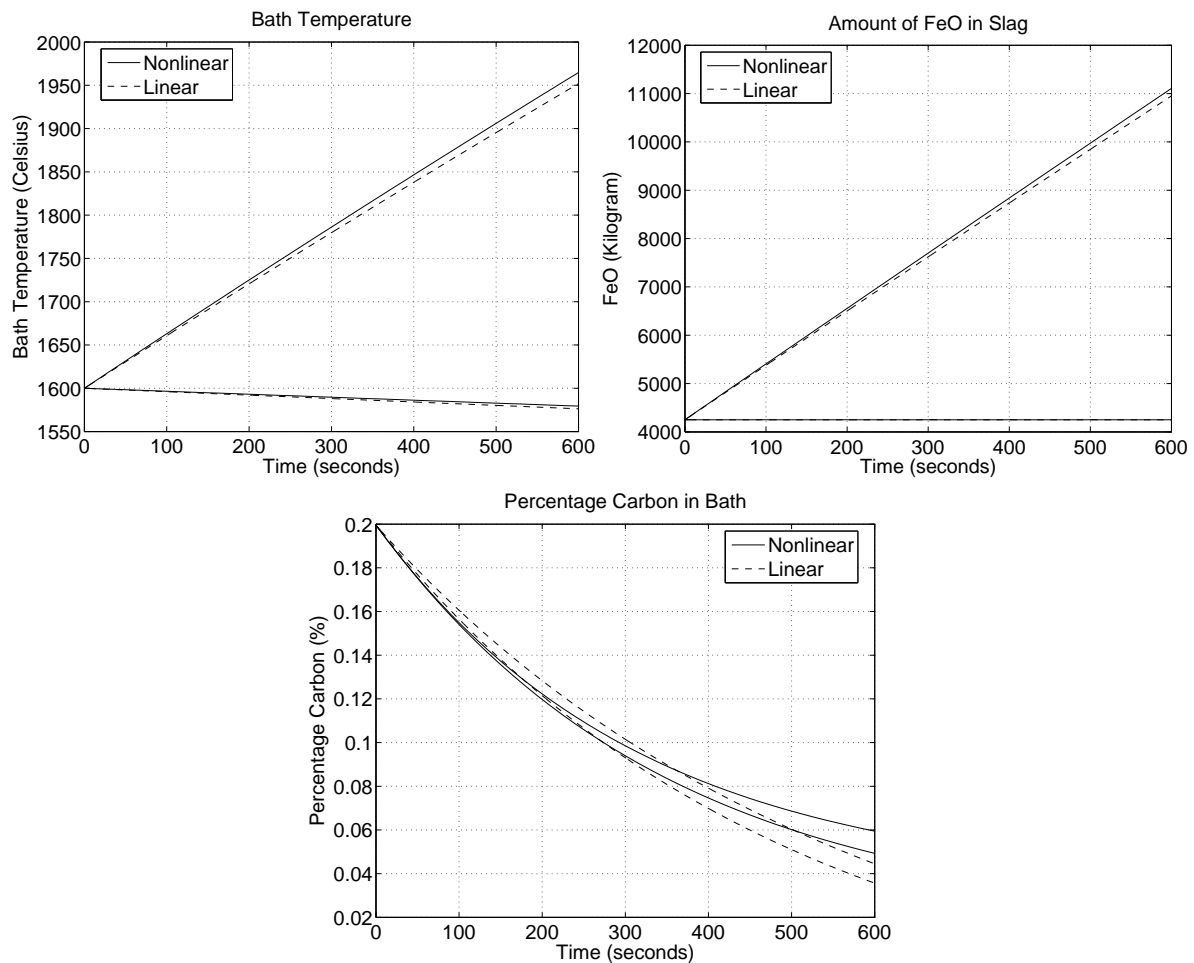 Bath Temperature
Bath Temperature (Celsius)
2000
1950
1900
1850
1800
1750
1700
1650
1600
1550
Nonlinear
Linear
0 100 200 300 400 500 600
Time (seconds)
Amount of FeO in Slag
FeO (Kilogram)
12000
11000
10000
9000
8000
7000
6000
5000
4000
Nonlinear
Linear
0 100 200 300 400 500 600
Time (seconds)
Percentage Carbon in Bath
Percentage Carbon (%)
0.2
0.18
0.16
0.14
0.12
0.1
0.08
0.06
0.04
0.02
Nonlinear
Linear
0 100 200 300 400 500 600
Time (seconds)